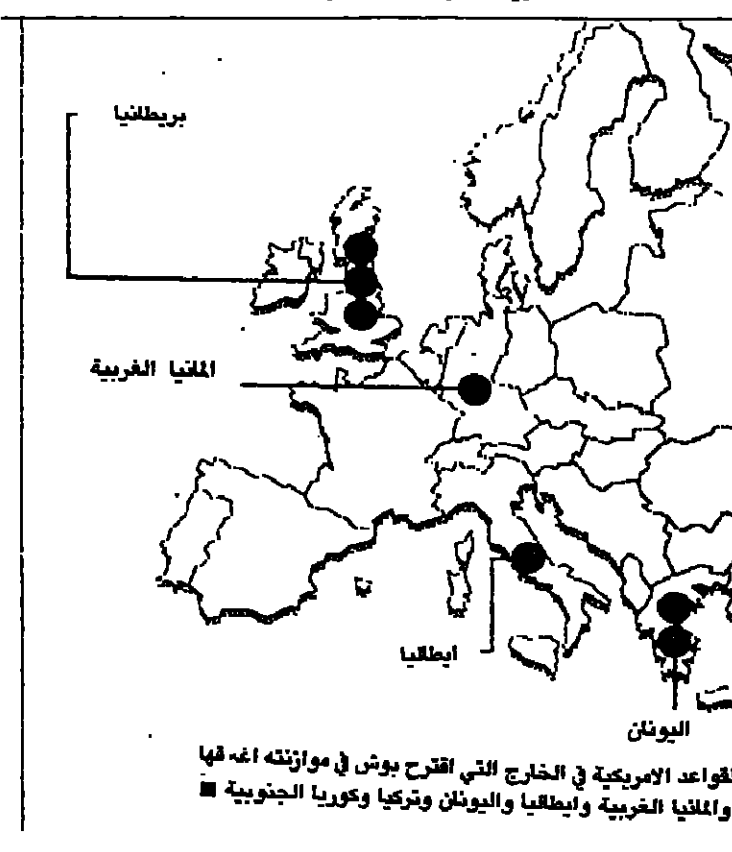 بريطانيا
المانيا الغربية
ايطاليا
اليونان
القواعد الامريكية في الخارج التي اقترح بوش في موازنته
والمانيا الغربية وايطاليا واليونان وتركيا وكوريا الجنوبية